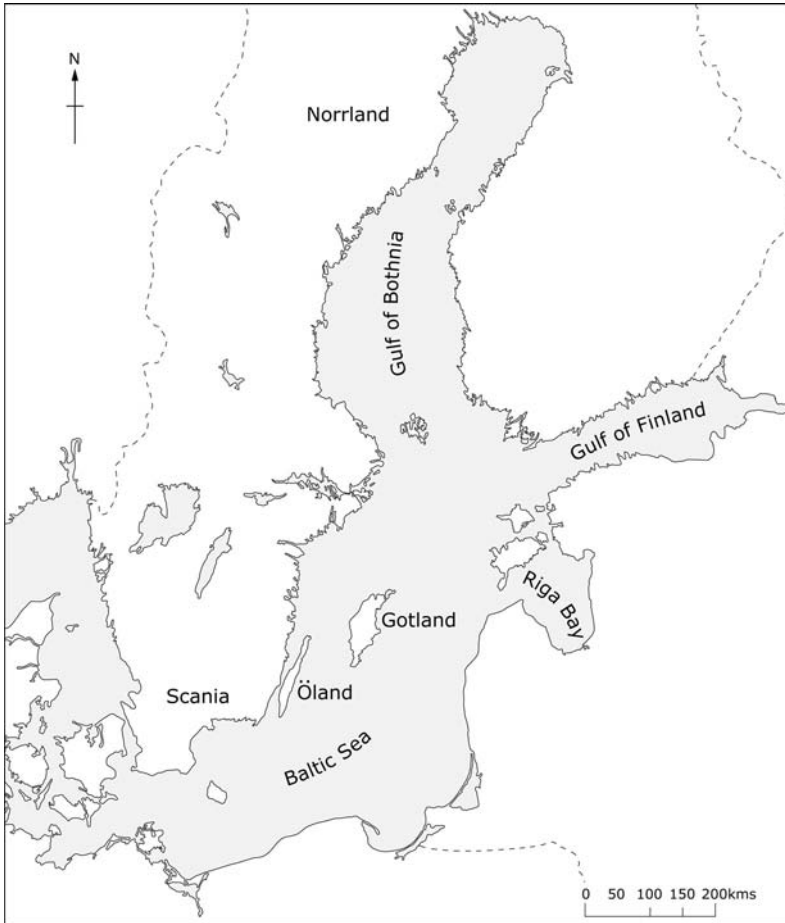 N
Norrland
Gulf of Bothnia
Gulf of Finland
Riga Bay
Gotland
Scania
Öland
Baltic Sea
0 50 100 150 200kms